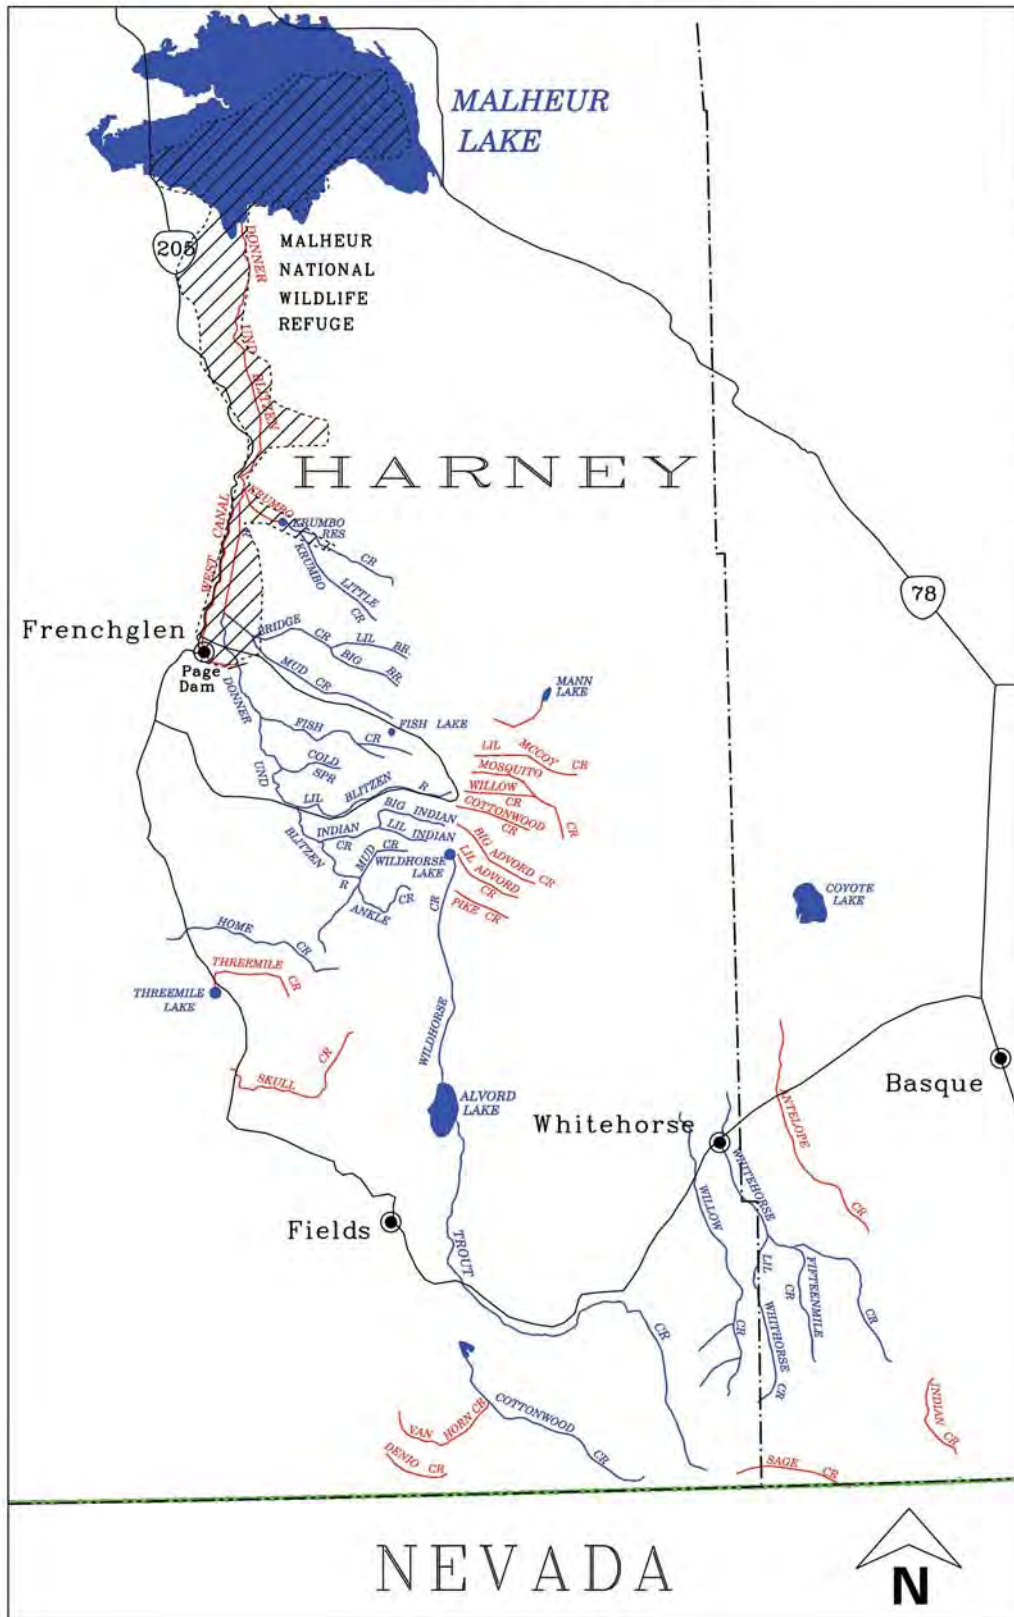 MALHEUR
LAKE
205
DONNER
UND
BLITZEN
MALHEUR
NATIONAL
WILDLIFE
REFUGE
HARNEY
WEST CANAL
KRUMBO
KRUMBO
RES
CR
KRUMBO
LITTLE
CR
78
Frenchglen
Page
Dam
BRIDGE CR
LIL BR.
BIG BR.
MUD CR
DONNER
UND
BLITZEN
R
FISH
CR
FISH LAKE
COLD
SPR
LIL BLITZEN R
MANN
LAKE
LIL MCCOY CR
MOSQUITO
CR
WILLOW
CR
COTTONWOOD
CR
BIG INDIAN
INDIAN
CR
LIL INDIAN
MUD CR
WILDHORSE
LAKE
ANKLE CR
BIG ADVORD CR
LIL ADVORD
CR
PIKE CR
COYOTE
LAKE
HOME CR
THREEMILE
CR
THREEMILE
LAKE
WILDHORSE
CR
SKULL
CR
ALVORD
LAKE
Basque
Whitehorse
ANTELOPE
CR
WHITEHORSE
CR
WILLOW
CR
LIL
WHITHORSE
CR
FIFTEENMILE
CR
Fields
TROUT
CR
COTTONWOOD
CR
VAN HORN CR
DENIO CR
INDIAN CR
SAGE CR
NEVADA
N